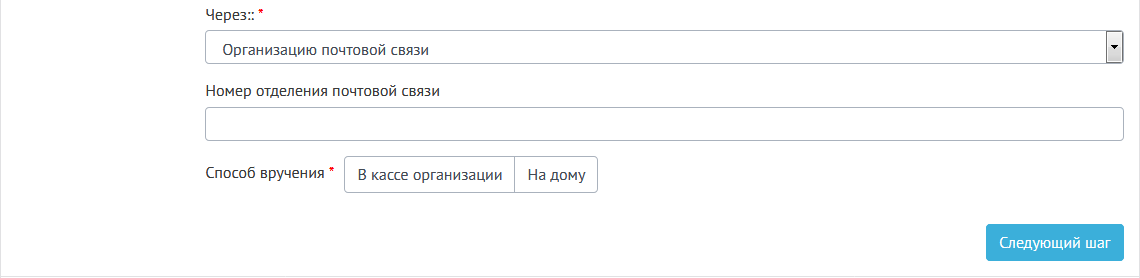 Через:: *
Организацию почтовой связи
Номер отделения почтовой связи
Способ вручения * В кассе организации На дому
Следующий шаг